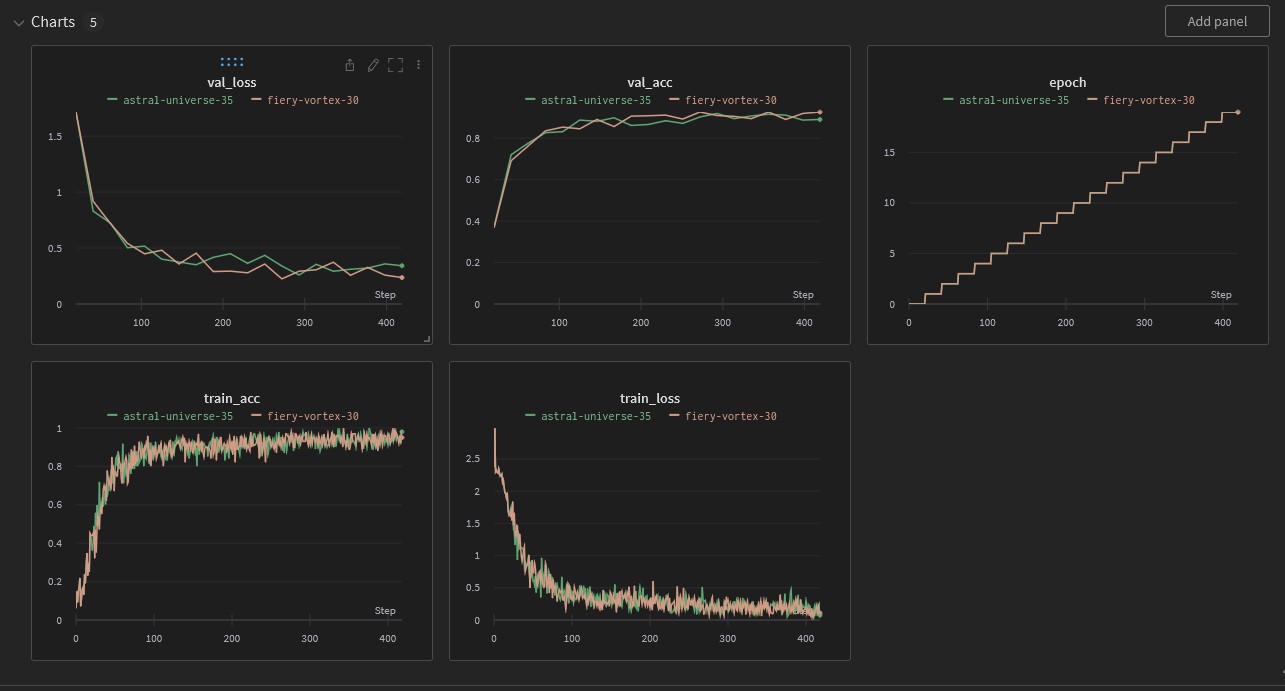 Charts 5
Add panel
val_loss
astral-universe-35 fiery-vortex-30
1.5
1
0.5
0
Step
100 200 300 400
val_acc
astral-universe-35 fiery-vortex-30
0.8
0.6
0.4
0.2
0
Step
100 200 300 400
epoch
astral-universe-35 fiery-vortex-30
15
10
5
0
Step
0 100 200 300 400
train_acc
astral-universe-35 fiery-vortex-30
1
0.8
0.6
0.4
0.2
0
Step
0 100 200 300 400
train_loss
astral-universe-35 fiery-vortex-30
2.5
2
1.5
1
0.5
0
Step
0 100 200 300 400